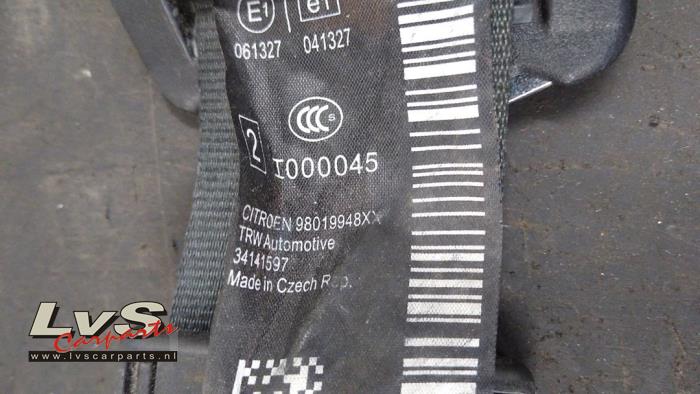 E1 e1
061327 041327
CCC S
2 I000045
CITROEN 98019948XX
TRW Automotive
34141597
Made in Czech Rep.
LvS
Carparts
www.lvscarparts.nl